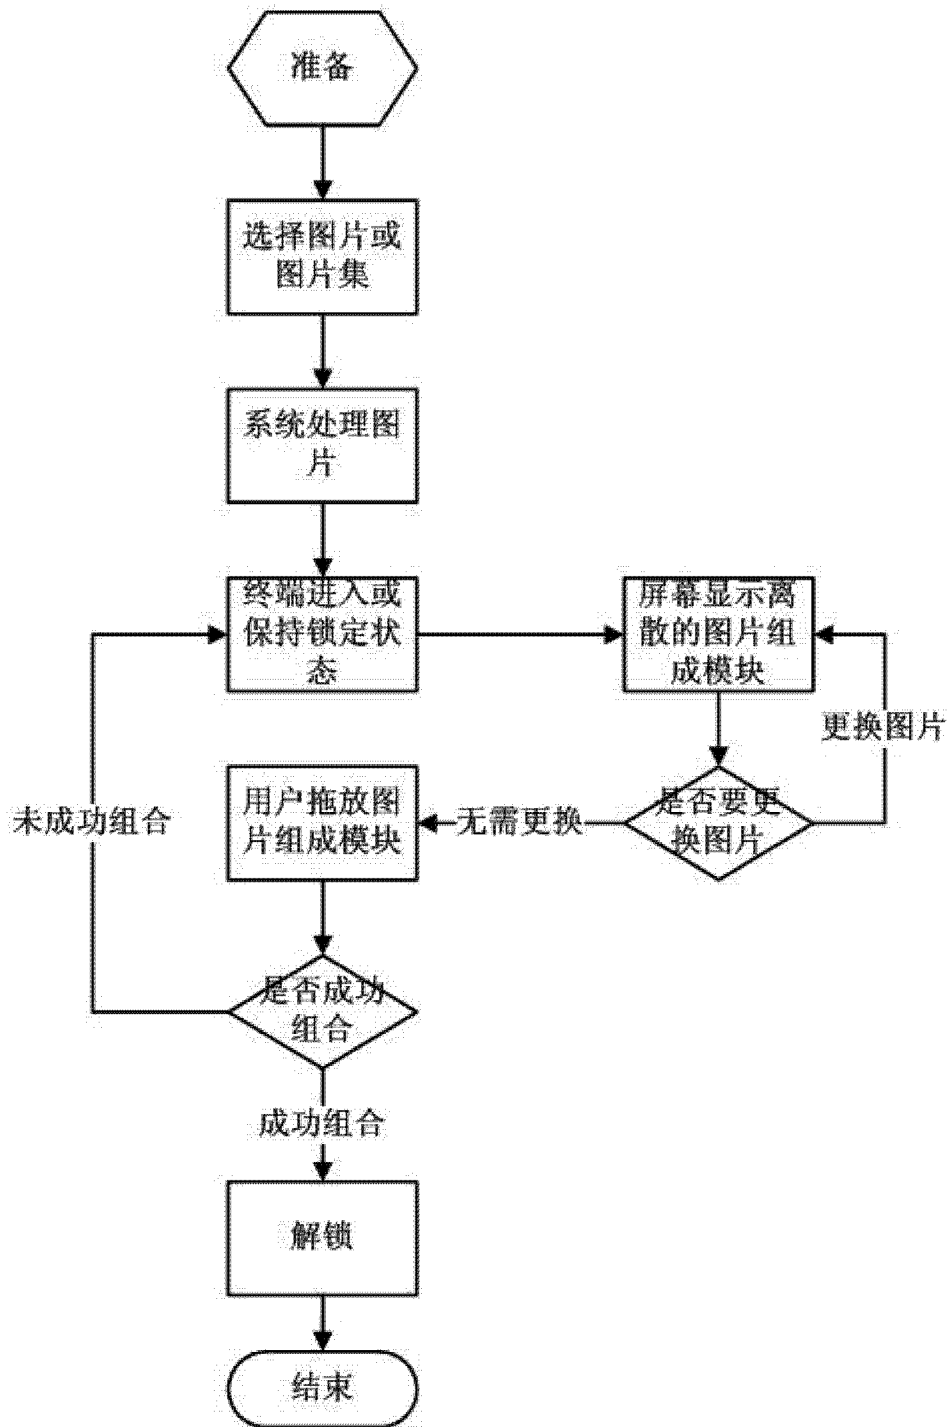 准备
选择图片或
图片集
系统处理图
片
终端进入或
保持锁定状
态
屏幕显示离
散的图片组
成模块
更换图片
是否要更
换图片
无需更换
用户拖放图
片组成模块
未成功组合
是否成功
组合
成功组合
解锁
结束